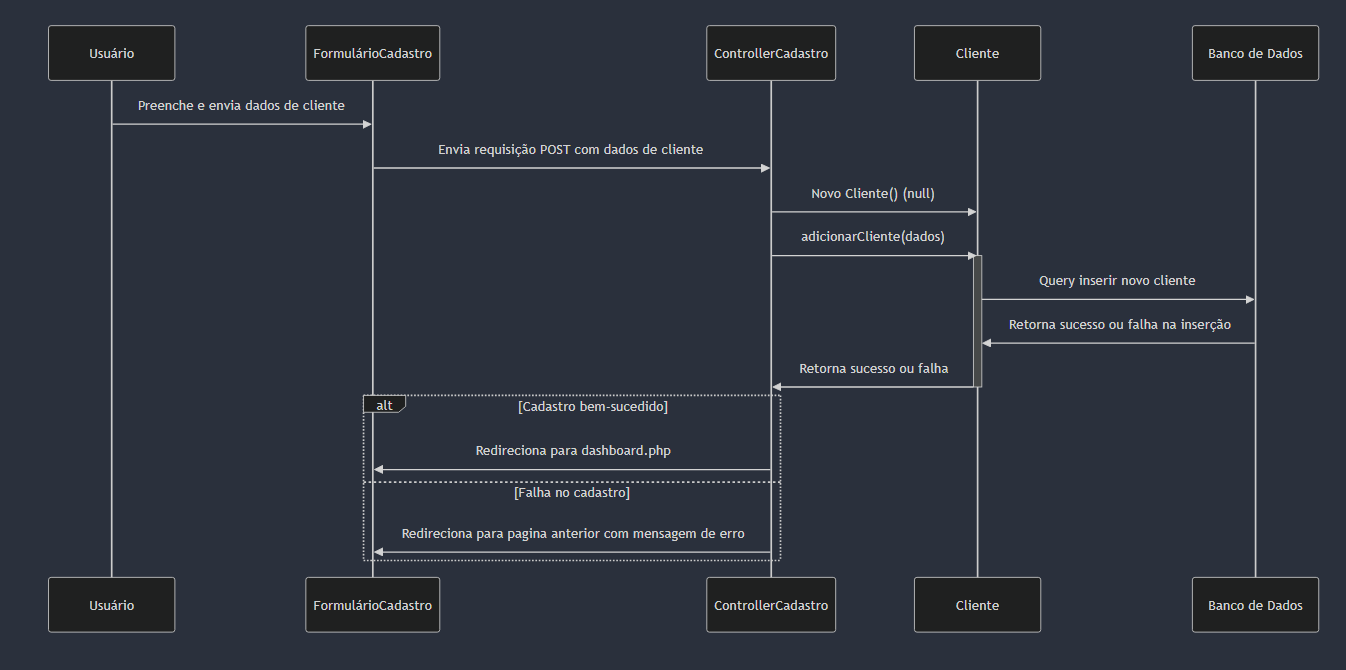 Usuário
FormulárioCadastro
ControllerCadastro
Cliente
Banco de Dados
Preenche e envia dados de cliente
Envia requisição POST com dados de cliente
Novo Cliente() (null)
adicionarCliente(dados)
Query inserir novo cliente
Retorna sucesso ou falha na inserção
Retorna sucesso ou falha
alt
[Cadastro bem-sucedido]
Redireciona para dashboard.php
[Falha no cadastro]
Redireciona para pagina anterior com mensagem de erro
Usuário
FormulárioCadastro
ControllerCadastro
Cliente
Banco de Dados